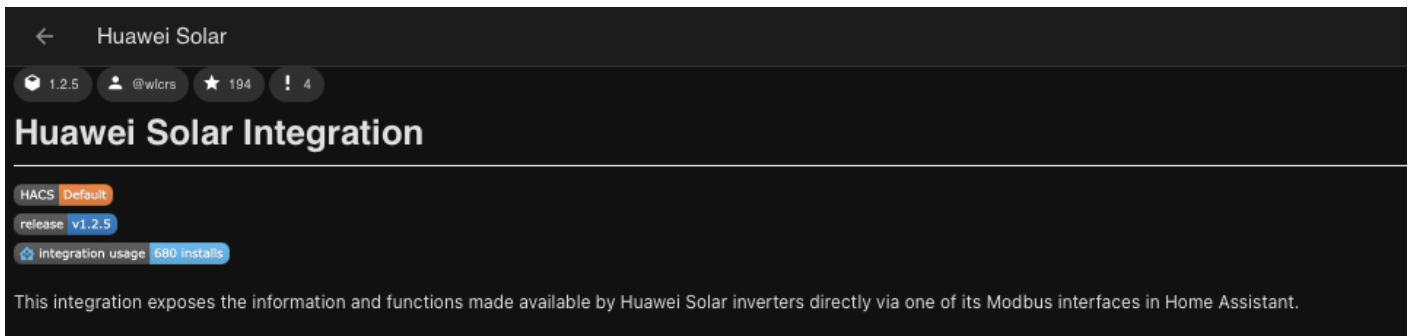 Huawei Solar
1.2.5 @wlcrs 194 4
Huawei Solar Integration
HACS Default
release v1.2.5
integration usage 680 installs
This integration exposes the information and functions made available by Huawei Solar inverters directly via one of its Modbus interfaces in Home Assistant.